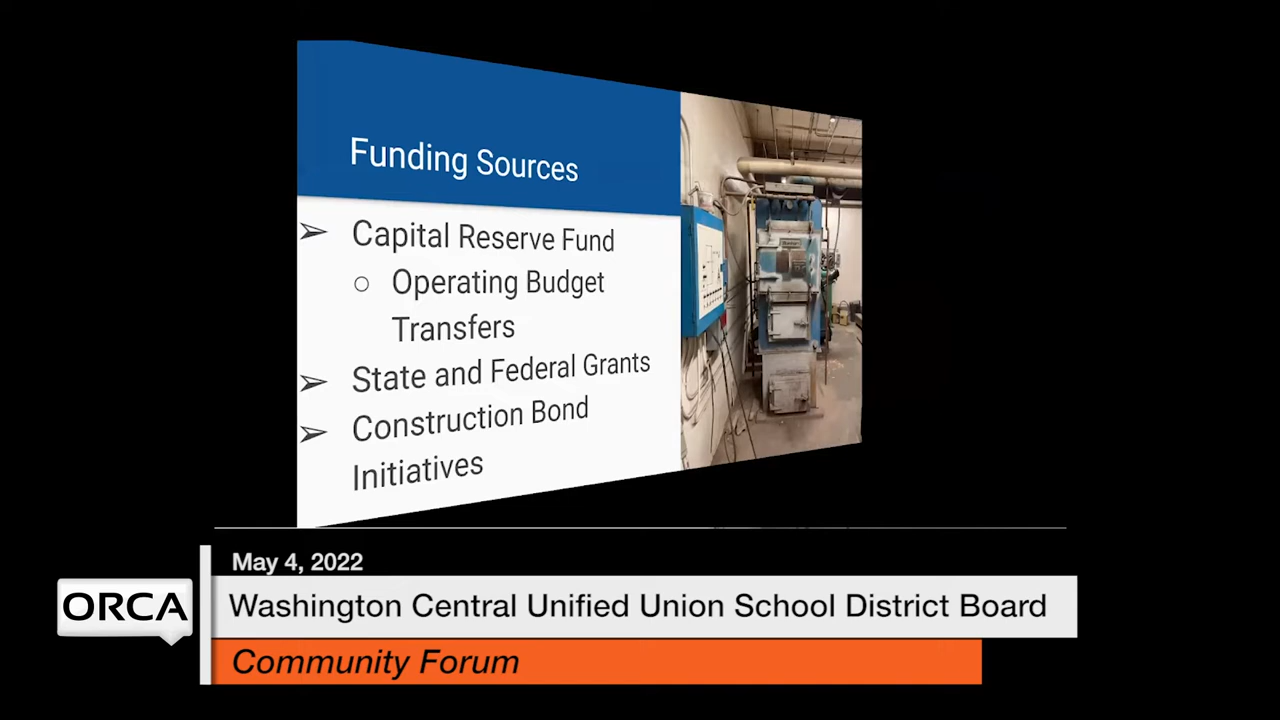 Funding Sources
➢ Capital Reserve Fund
○ Operating Budget
Transfers
➢ State and Federal Grants
➢ Construction Bond
Initiatives
May 4, 2022
ORCA
Washington Central Unified Union School District Board
Community Forum